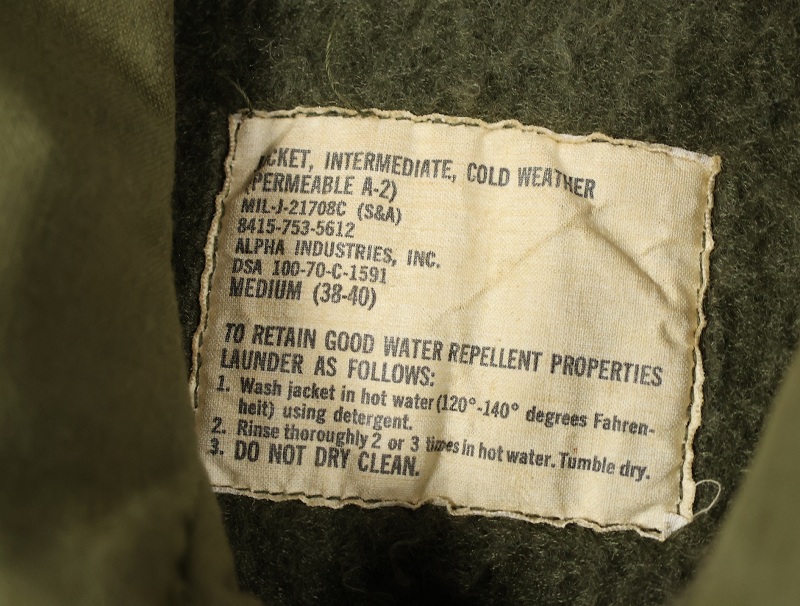 JACKET, INTERMEDIATE, COLD WEATHER
(PERMEABLE A-2)
MIL-J-21708C (S&A)
8415-753-5612
ALPHA INDUSTRIES, INC.
DSA 100-70-C-1591
MEDIUM (38-40)
TO RETAIN GOOD WATER REPELLENT PROPERTIES
LAUNDER AS FOLLOWS:
1. Wash jacket in hot water (120°-140° degrees Fahren-
heit) using detergent.
2. Rinse thoroughly 2 or 3 times in hot water. Tumble dry.
3. DO NOT DRY CLEAN.